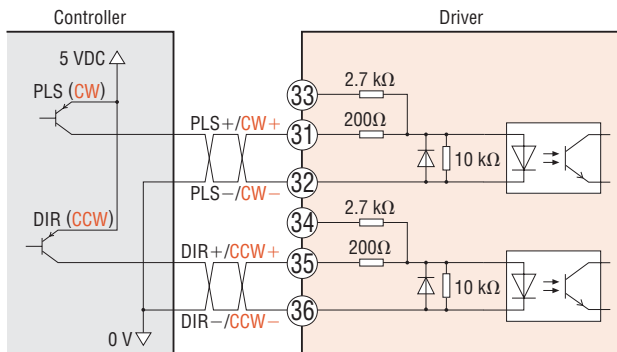 Controller
Driver
5 VDC
PLS (CW)
33
2.7 kΩ
PLS+/CW+
31
200Ω
10 kΩ
32
PLS−/CW−
34
2.7 kΩ
DIR (CCW)
DIR+/CCW+
35
200Ω
10 kΩ
36
DIR−/CCW−
0 V